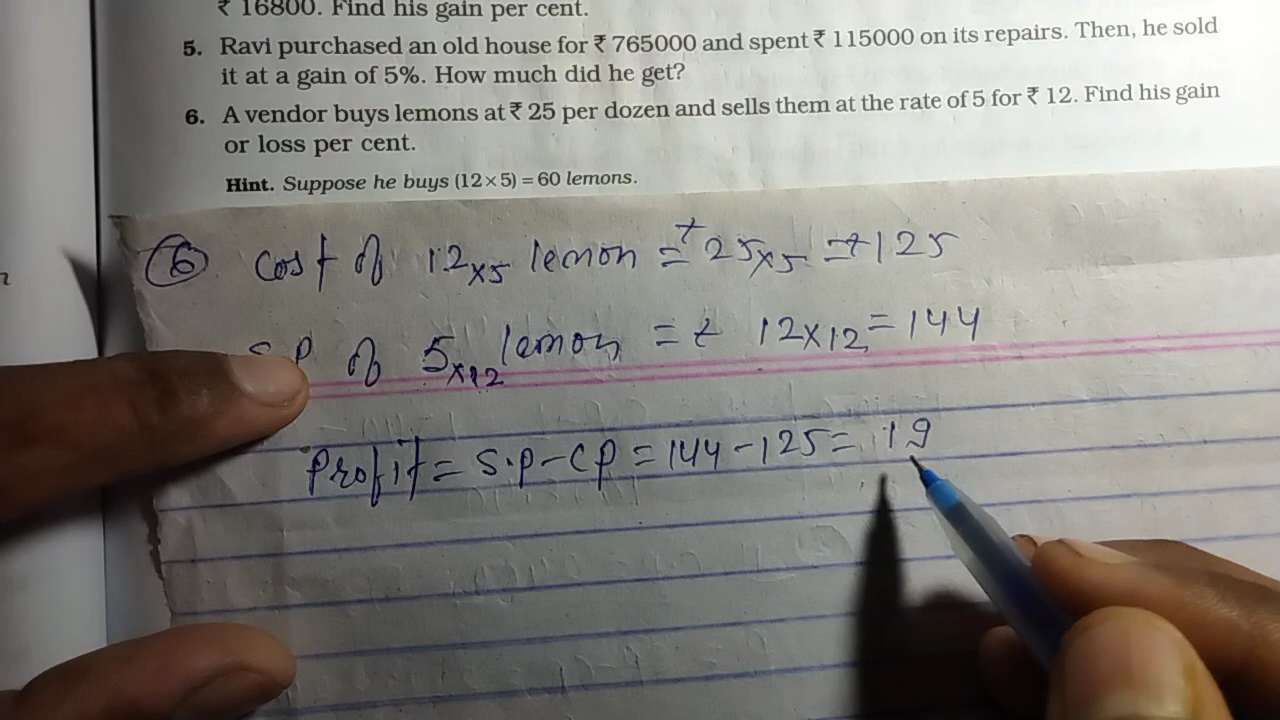 ₹ 16800. Find his gain per cent.
5. Ravi purchased an old house for ₹ 765000 and spent ₹ 115000 on its repairs. Then, he sold
it at a gain of 5%. How much did he get?
6. A vendor buys lemons at ₹ 25 per dozen and sells them at the rate of 5 for ₹ 12. Find his gain
or loss per cent.
Hint. Suppose he buys (12×5) = 60 lemons.
6 Cost of 12×5 lemon = ₹ 25×5 = ₹ 125
S.P of 5×12 lemon = ₹ 12×12 = 144
Profit = S.P-CP = 144-125 = 19